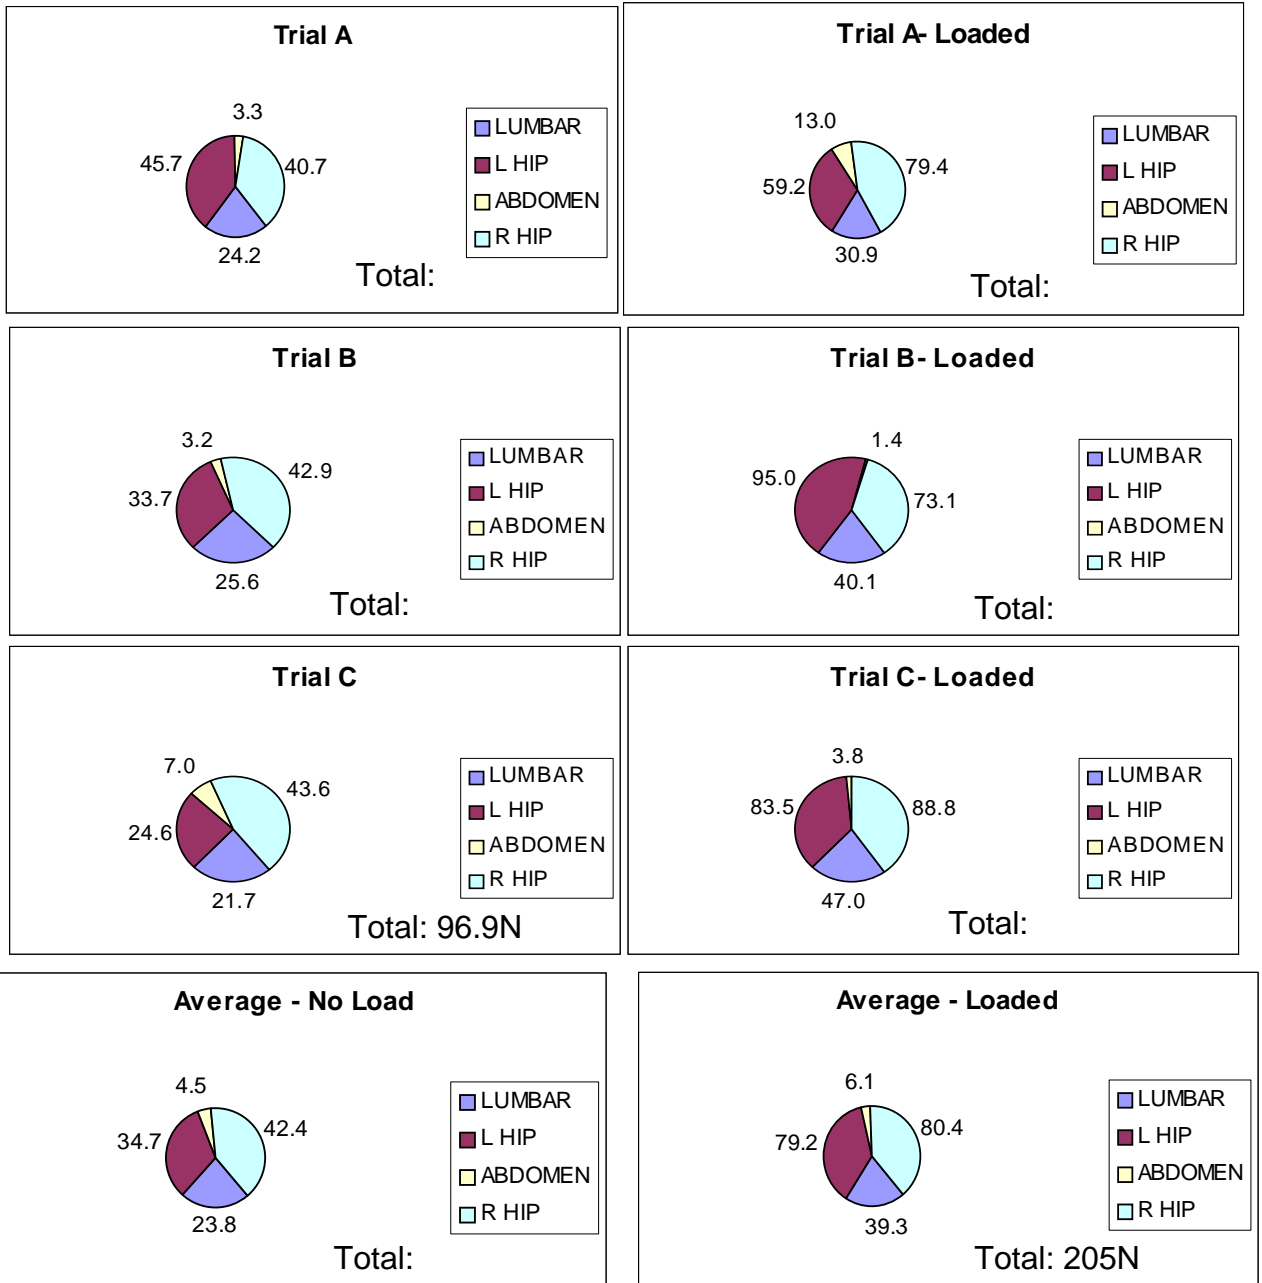 Trial A
3.3
45.7
40.7
24.2
LUMBAR
L HIP
ABDOMEN
R HIP
Total:
Trial A- Loaded
13.0
59.2
79.4
30.9
LUMBAR
L HIP
ABDOMEN
R HIP
Total:
Trial B
3.2
42.9
33.7
25.6
LUMBAR
L HIP
ABDOMEN
R HIP
Total:
Trial B- Loaded
1.4
95.0
73.1
40.1
LUMBAR
L HIP
ABDOMEN
R HIP
Total:
Trial C
7.0
43.6
24.6
21.7
LUMBAR
L HIP
ABDOMEN
R HIP
Total: 96.9N
Trial C- Loaded
3.8
83.5
88.8
47.0
LUMBAR
L HIP
ABDOMEN
R HIP
Total:
Average - No Load
4.5
34.7
42.4
23.8
LUMBAR
L HIP
ABDOMEN
R HIP
Total:
Average - Loaded
6.1
79.2
80.4
39.3
LUMBAR
L HIP
ABDOMEN
R HIP
Total: 205N